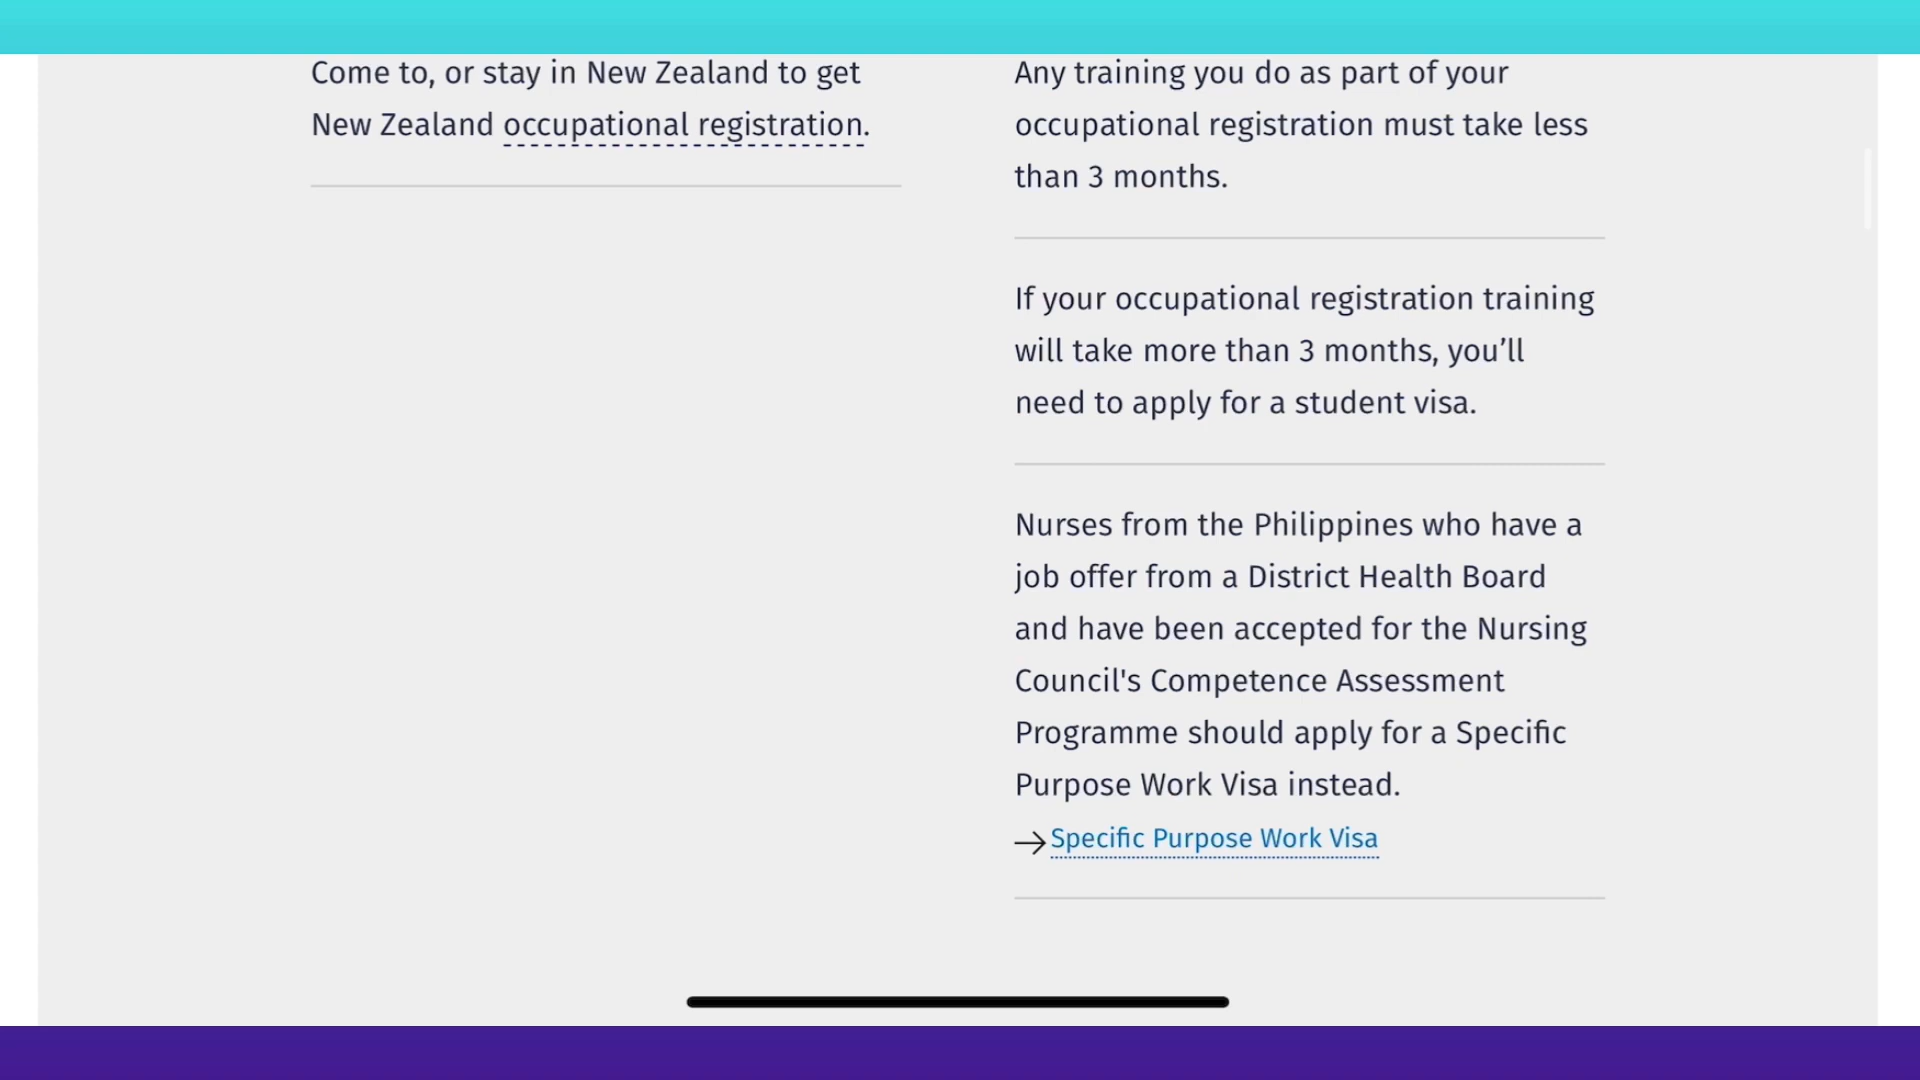 Come to, or stay in New Zealand to get
New Zealand occupational registration.
Any training you do as part of your
occupational registration must take less
than 3 months.
If your occupational registration training
will take more than 3 months, you’ll
need to apply for a student visa.
Nurses from the Philippines who have a
job offer from a District Health Board
and have been accepted for the Nursing
Council's Competence Assessment
Programme should apply for a Specific
Purpose Work Visa instead.
Specific Purpose Work Visa